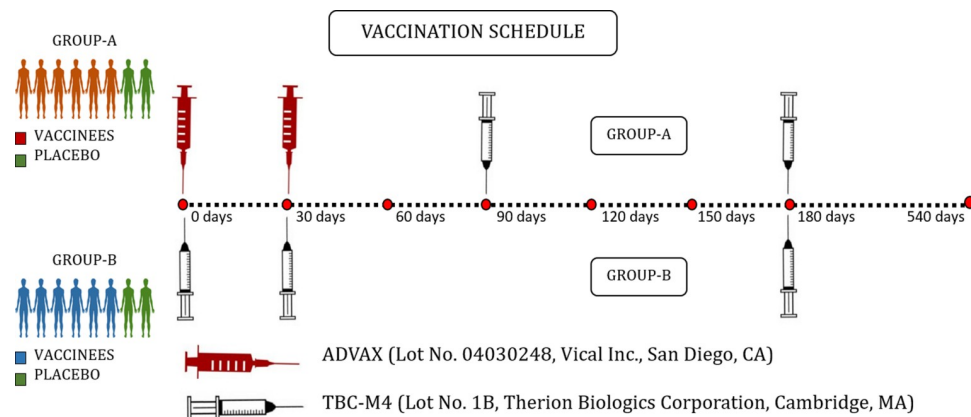 VACCINATION SCHEDULE
GROUP-A
VACCINEES
PLACEBO
GROUP-A
0 days
30 days
60 days
90 days
120 days
150 days
180 days
540 days
GROUP-B
GROUP-B
VACCINEES
PLACEBO
ADVAX (Lot No. 04030248, Vical Inc., San Diego, CA)
TBC-M4 (Lot No. 1B, Therion Biologics Corporation, Cambridge, MA)